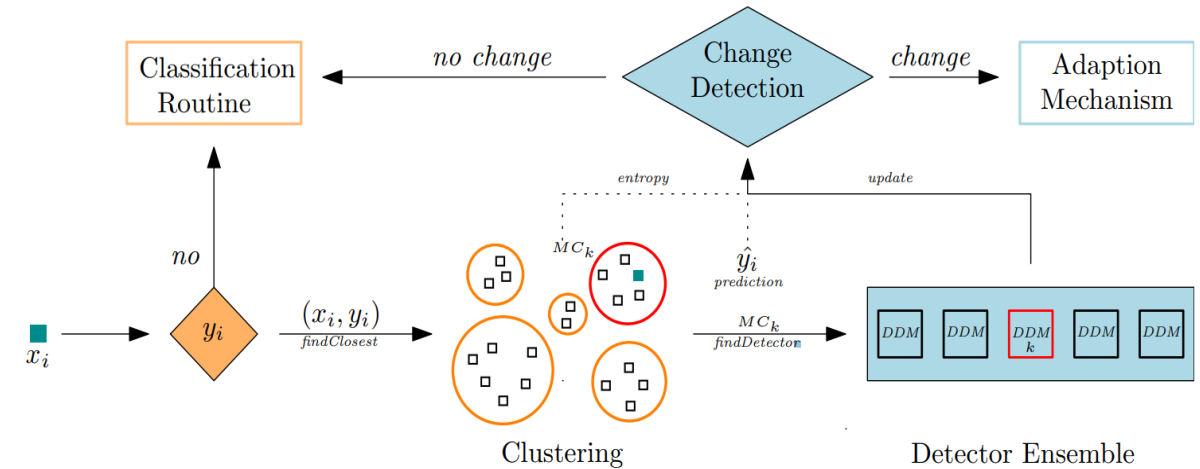 Classification
Routine
no change
Change
Detection
change
Adaption
Mechanism
entropy
update
no
MC_k
ŷ_i
prediction
x_i
y_i
(x_i, y_i)
findClosest
MC_k
findDetector
DDM
DDM
DDM
k
DDM
DDM
Clustering
Detector Ensemble